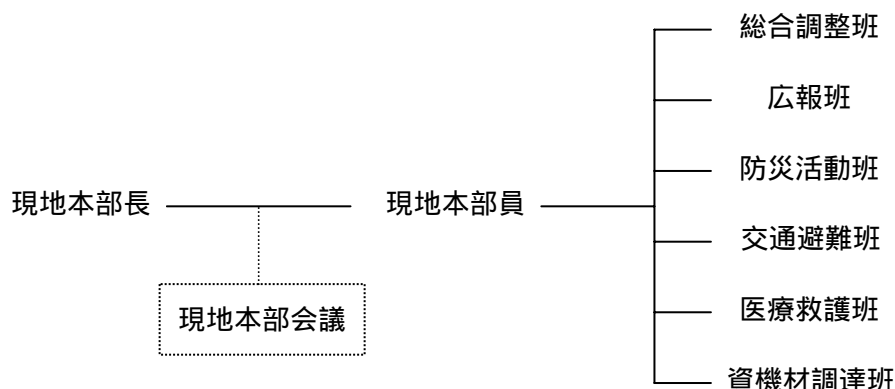 総合調整班
広報班
防災活動班
現地本部長
現地本部員
交通避難班
現地本部会議
医療救護班
資機材調達班